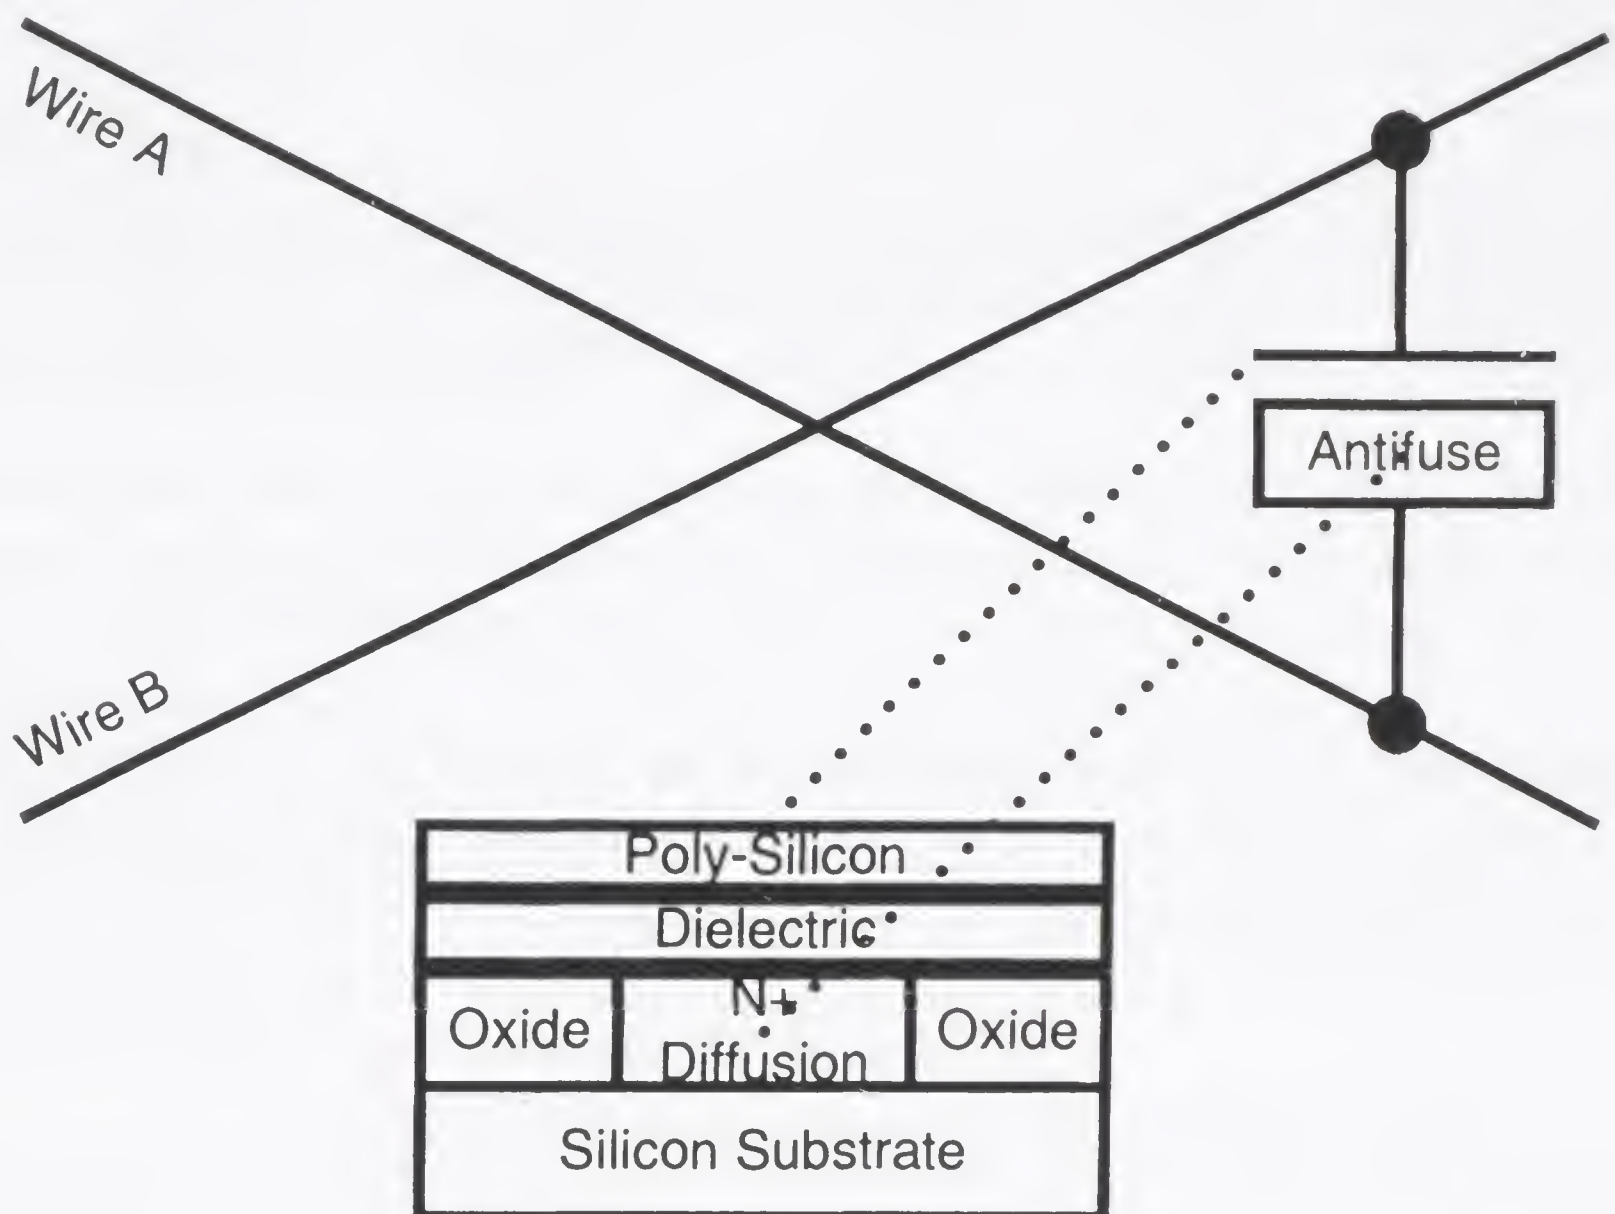 Wire A
Wire B
Antifuse
Poly-Silicon
Dielectric
Oxide
N+
Diffusion
Oxide
Silicon Substrate